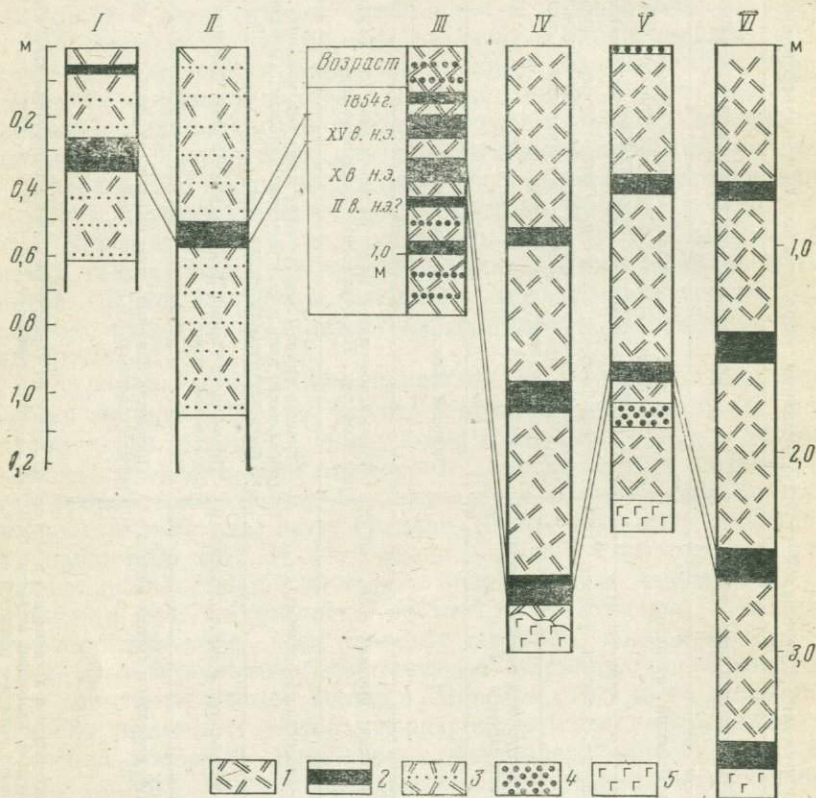 I II III IV V VI
м
0,2
0,4
0,6
0,8
1,0
1,2
Возраст
1854г.
XV в. н.э.
X в н.э.
II в. н.э.?
1,0
м
м
1,0
2,0
3,0
1 2 3 4 5